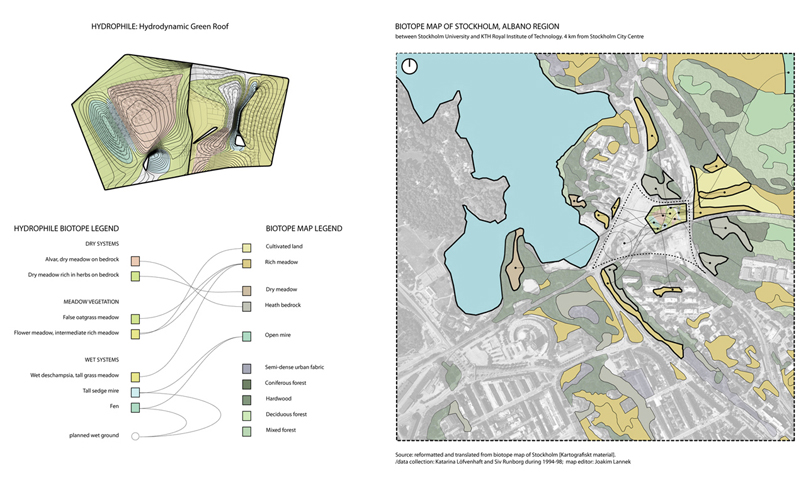 HYDROPHILE: Hydrodynamic Green Roof
HYDROPHILE BIOTOPE LEGEND
DRY SYSTEMS
Alvar, dry meadow on bedrock
Dry meadow rich in herbs on bedrock
MEADOW VEGETATION
False oatgrass meadow
Flower meadow, intermediate rich meadow
WET SYSTEMS
Wet deschampsia, tall grass meadow
Tall sedge mire
Fen
planned wet ground
BIOTOPE MAP LEGEND
Cultivated land
Rich meadow
Dry meadow
Heath bedrock
Open mire
Semi-dense urban fabric
Coniferous forest
Hardwood
Deciduous forest
Mixed forest
BIOTOPE MAP OF STOCKHOLM, ALBANO REGION
between Stockholm University and KTH Royal Institute of Technology. 4 km from Stockholm City Centre
Source: reformatted and translated from biotope map of Stockholm [Kartografiskt material].
/data collection: Katarina Löfvenhaft and Siv Runborg during 1994-98; map editor: Joakim Lannek